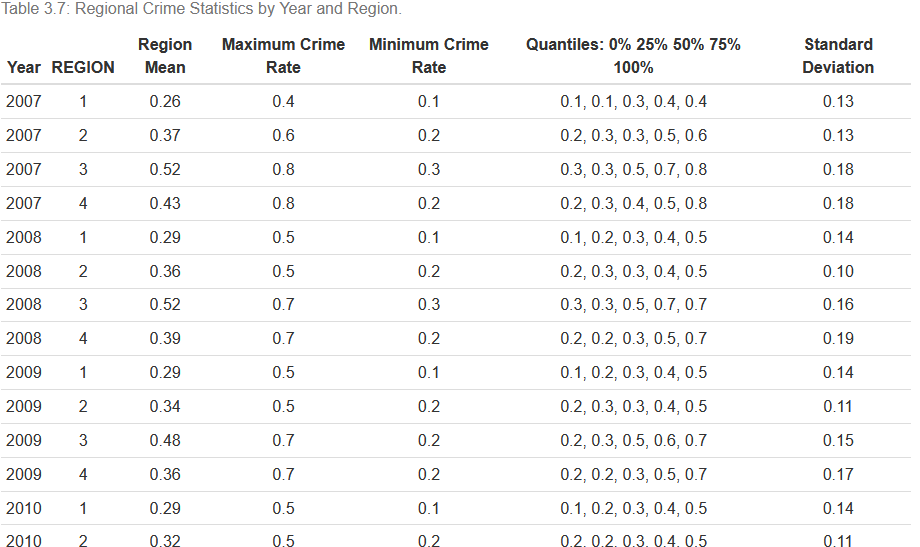 Table 3.7: Regional Crime Statistics by Year and Region.
Region Maximum Crime Minimum Crime Quantiles: 0% 25% 50% 75% Standard
Year REGION Mean Rate Rate 100% Deviation
2007 1 0.26 0.4 0.1 0.1, 0.1, 0.3, 0.4, 0.4 0.13
2007 2 0.37 0.6 0.2 0.2, 0.3, 0.3, 0.5, 0.6 0.13
2007 3 0.52 0.8 0.3 0.3, 0.3, 0.5, 0.7, 0.8 0.18
2007 4 0.43 0.8 0.2 0.2, 0.3, 0.4, 0.5, 0.8 0.18
2008 1 0.29 0.5 0.1 0.1, 0.2, 0.3, 0.4, 0.5 0.14
2008 2 0.36 0.5 0.2 0.2, 0.3, 0.3, 0.4, 0.5 0.10
2008 3 0.52 0.7 0.3 0.3, 0.3, 0.5, 0.7, 0.7 0.16
2008 4 0.39 0.7 0.2 0.2, 0.2, 0.3, 0.5, 0.7 0.19
2009 1 0.29 0.5 0.1 0.1, 0.2, 0.3, 0.4, 0.5 0.14
2009 2 0.34 0.5 0.2 0.2, 0.3, 0.3, 0.4, 0.5 0.11
2009 3 0.48 0.7 0.2 0.2, 0.3, 0.5, 0.6, 0.7 0.15
2009 4 0.36 0.7 0.2 0.2, 0.2, 0.3, 0.5, 0.7 0.17
2010 1 0.29 0.5 0.1 0.1, 0.2, 0.3, 0.4, 0.5 0.14
2010 2 0.32 0.5 0.2 0.2, 0.2, 0.3, 0.4, 0.5 0.11